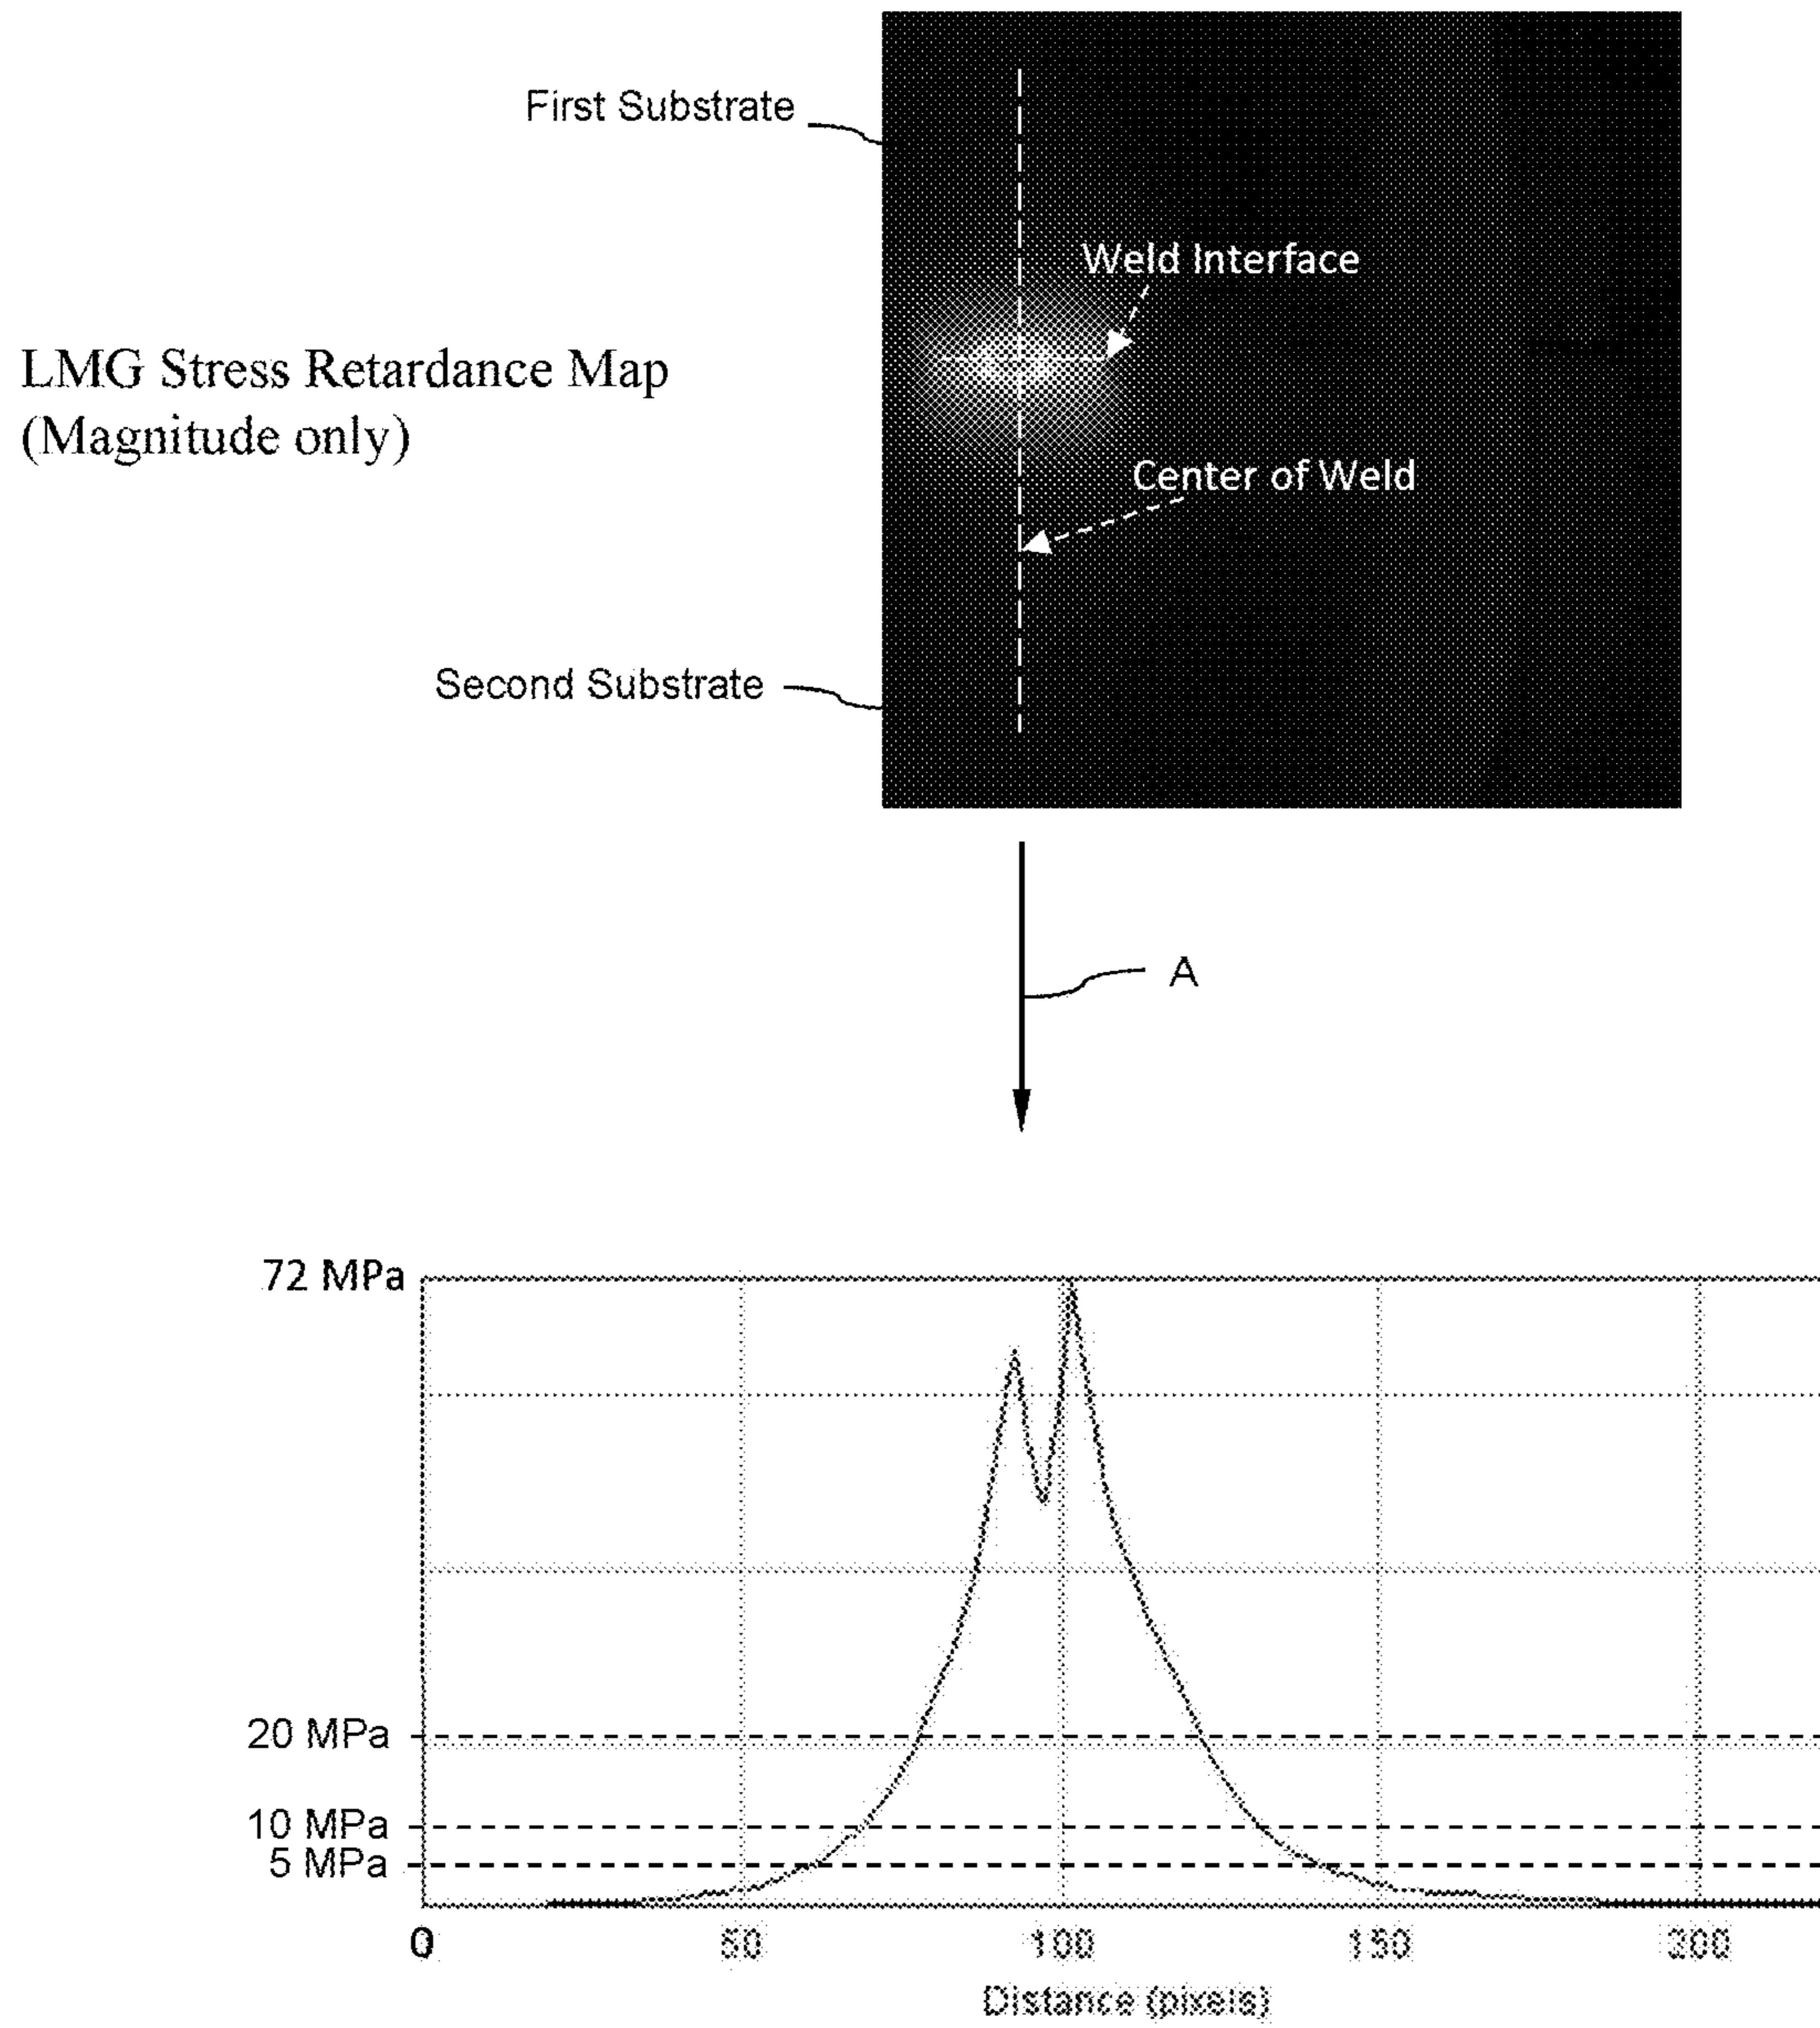 First Substrate
Weld Interface
LMG Stress Retardance Map
(Magnitude only)
Center of Weld
Second Substrate
A
72 MPa
20 MPa
10 MPa
5 MPa
0 50 100 150 200
Distance (pixels)